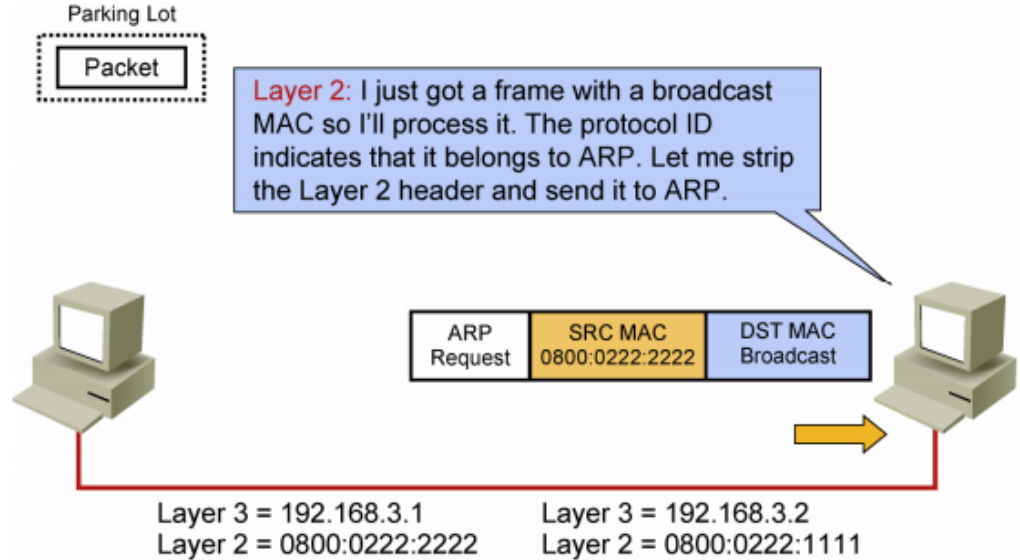 Parking Lot
Packet
Layer 2: I just got a frame with a broadcast
MAC so I'll process it. The protocol ID
indicates that it belongs to ARP. Let me strip
the Layer 2 header and send it to ARP.
ARP
Request
SRC MAC
0800:0222:2222
DST MAC
Broadcast
Layer 3 = 192.168.3.1
Layer 2 = 0800:0222:2222
Layer 3 = 192.168.3.2
Layer 2 = 0800:0222:1111